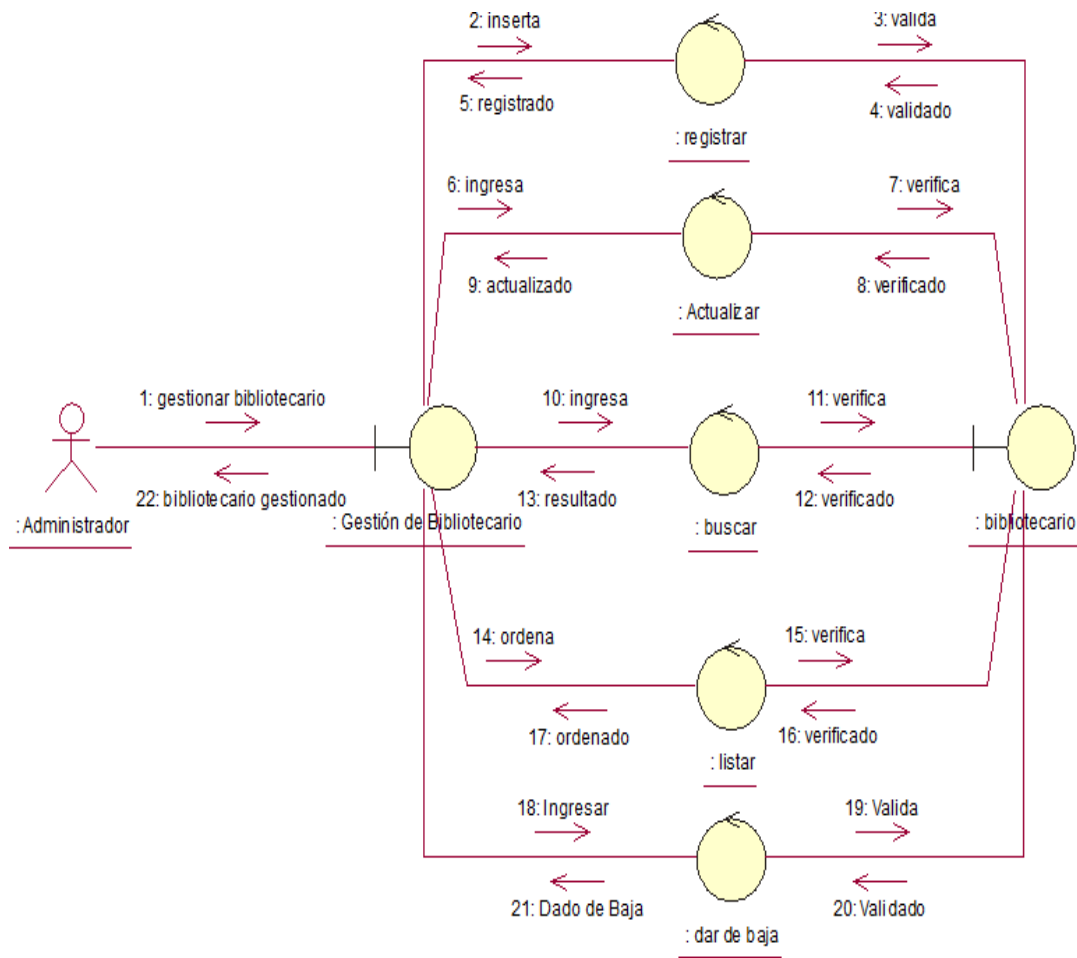 2: inserta
3: valida
5: registrado
4: validado
: registrar
6: ingresa
7: verifica
9: actualizado
8: verificado
: Actualizar
1: gestionar bibliotecario
10: ingresa
11: verifica
22: bibliotecario gestionado
13: resultado
12: verificado
: Administrador
: Gestión de Bibliotecario
: buscar
: bibliotecario
14: ordena
15: verifica
17: ordenado
16: verificado
: listar
18: Ingresar
19: Valida
21: Dado de Baja
20: Validado
: dar de baja